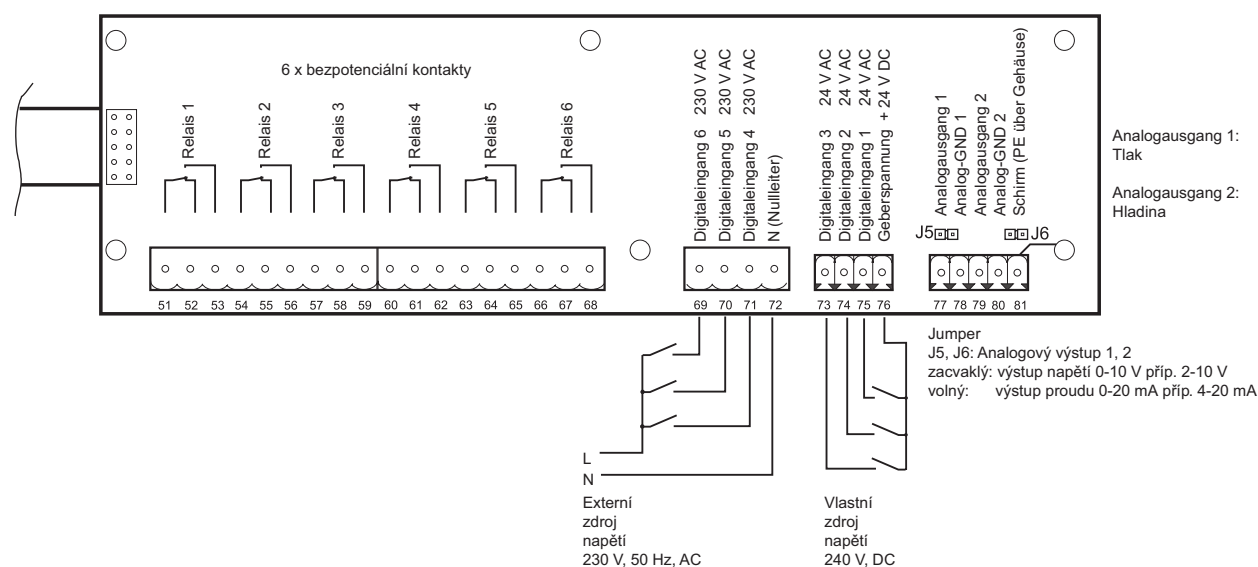 6 x bezpotenciální kontakty
Relais 1
Relais 2
Relais 3
Relais 4
Relais 5
Relais 6
Digitaleingang 6 230 V AC
Digitaleingang 5 230 V AC
Digitaleingang 4 230 V AC
N (Nullleiter)
Digitaleingang 3 24 V AC
Digitaleingang 2 24 V AC
Digitaleingang 1 24 V AC
Geberspannung + 24 V DC
Analogausgang 1
Analog-GND 1
Analogausgang 2
Analog-GND 2
Schirm (PE über Gehäuse)
J5
J6
Analogausgang 1:
Tlak
Analogausgang 2:
Hladina
51 52 53 54 55 56 57 58 59 60 61 62 63 64 65 66 67 68
69 70 71 72
73 74 75 76
77 78 79 80 81
Jumper
J5, J6: Analogový výstup 1, 2
zacvaklý: výstup napětí 0-10 V příp. 2-10 V
volný: výstup proudu 0-20 mA příp. 4-20 mA
L
N
Externí
zdroj
napětí
230 V, 50 Hz, AC
Vlastní
zdroj
napětí
240 V, DC